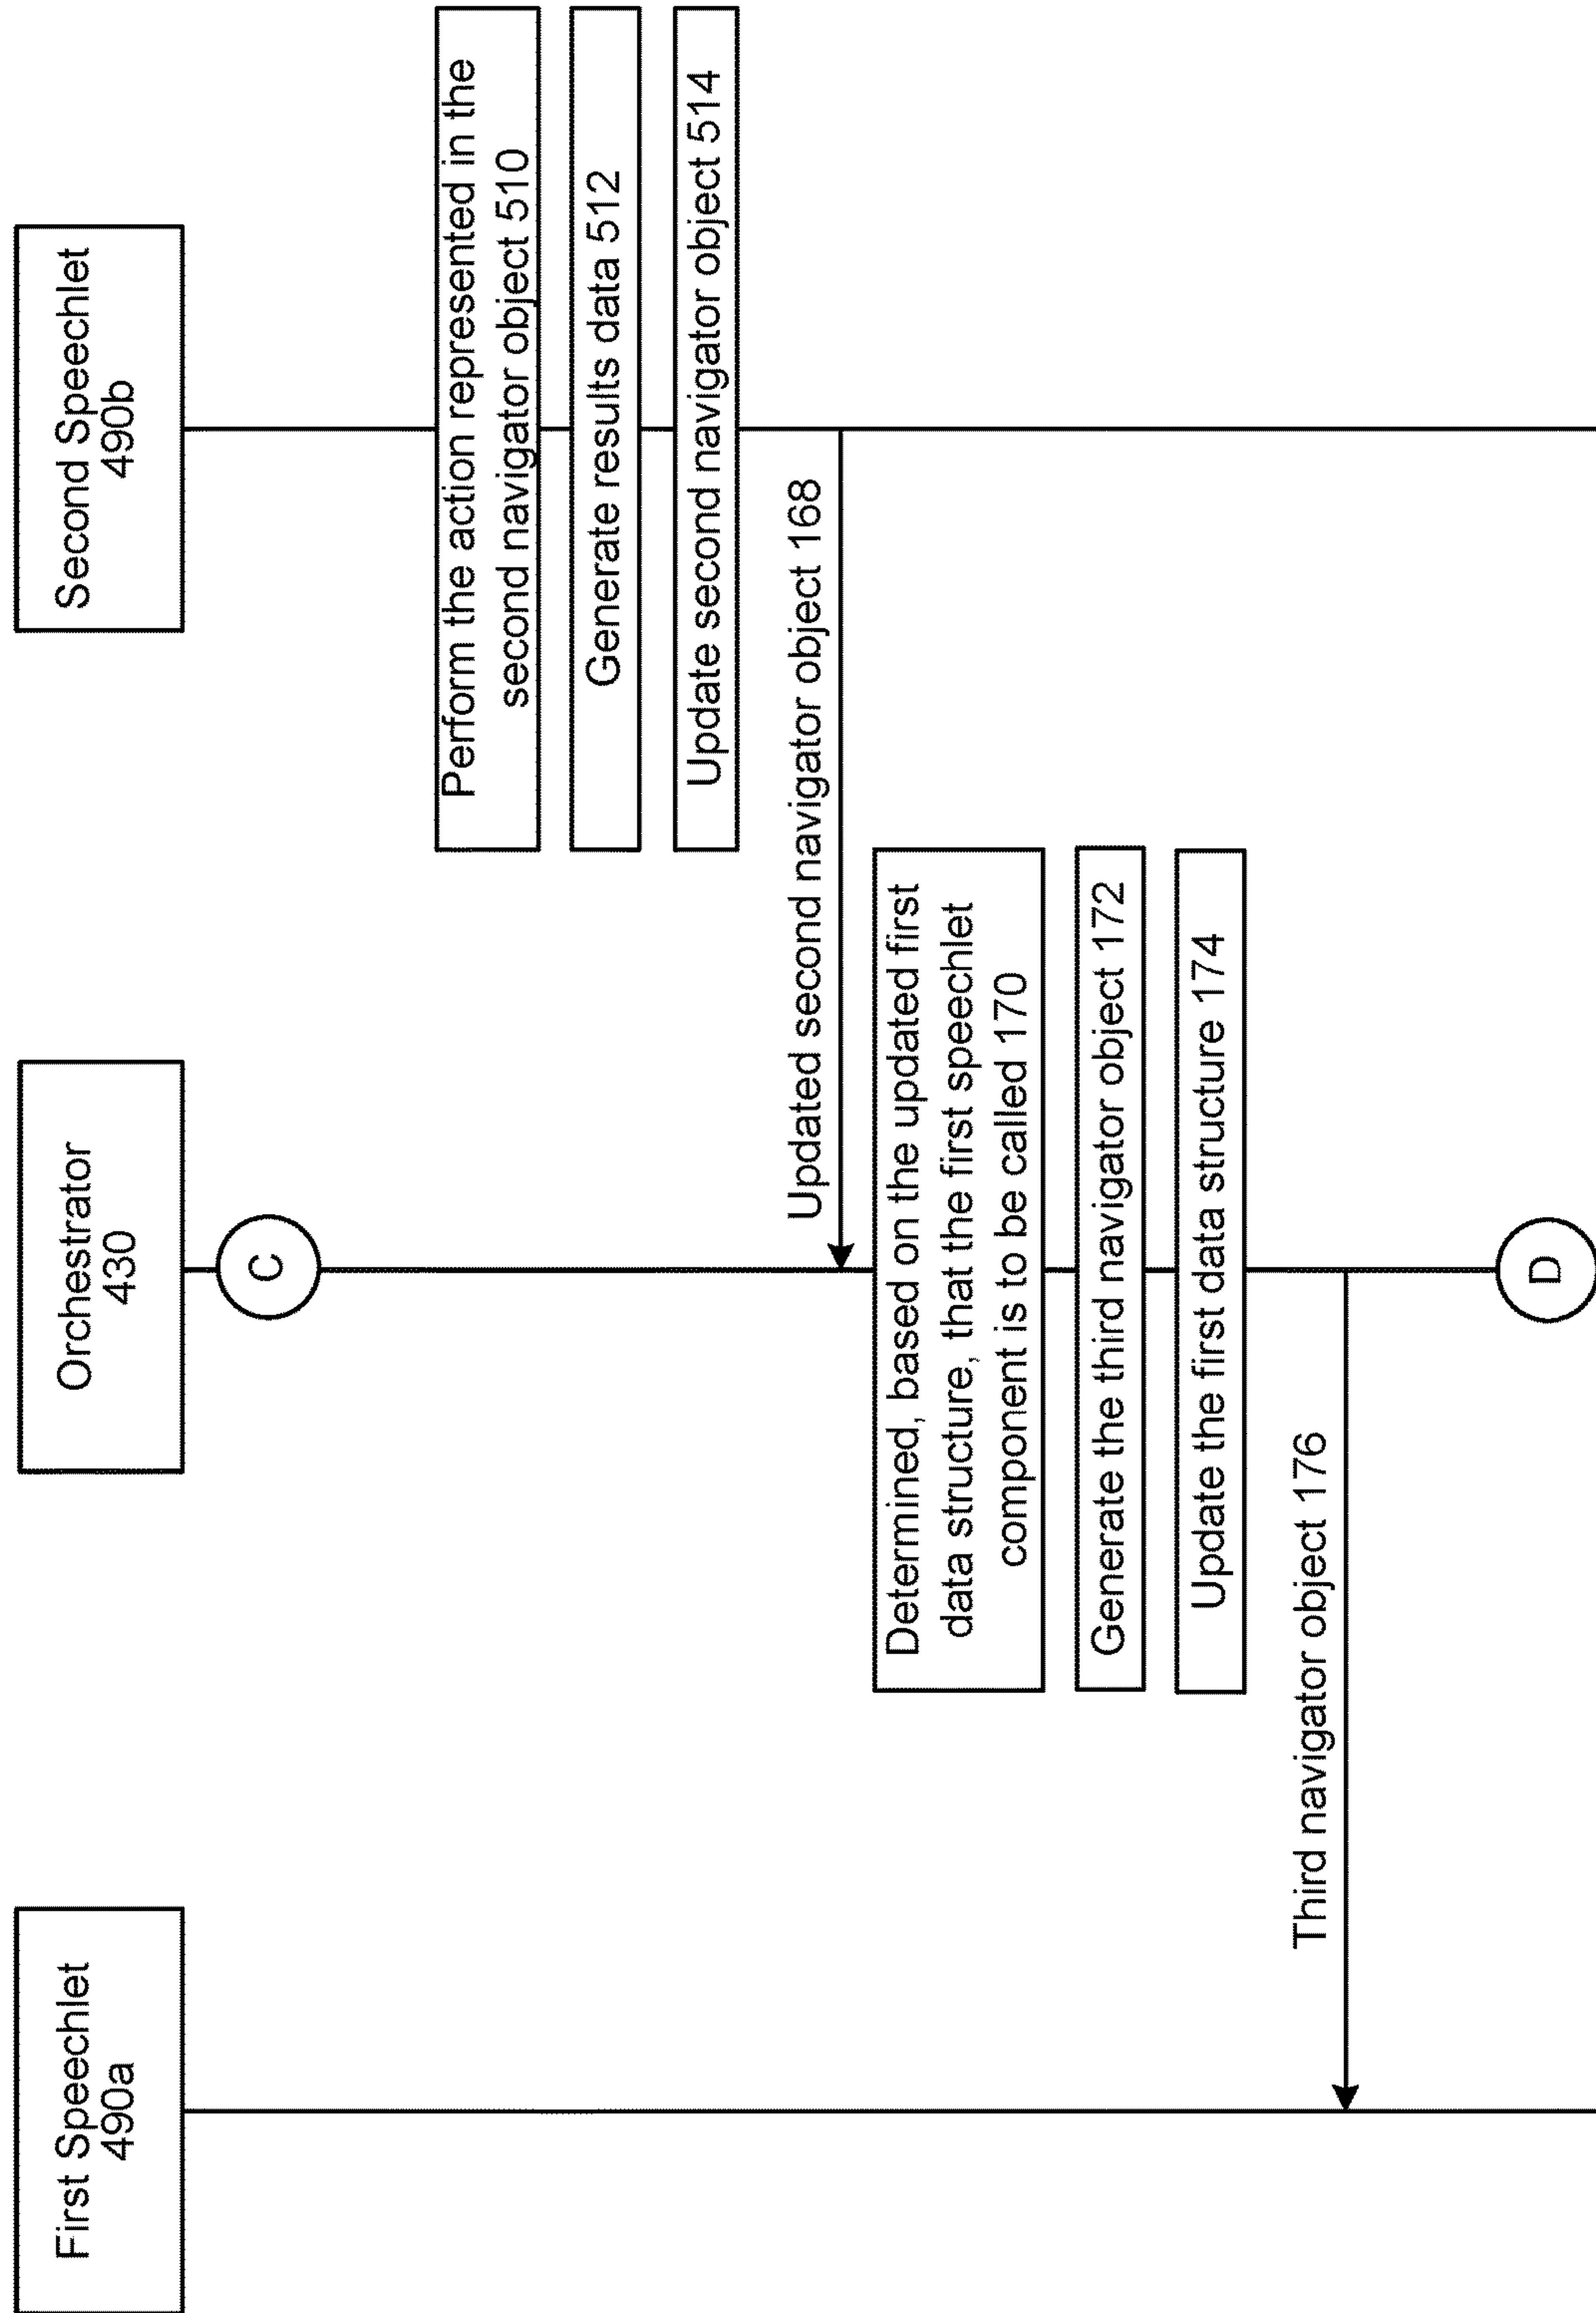 First Speechlet
490a
Orchestrator
430
Second Speechlet
490b
C
Perform the action represented in the
second navigator object 510
Generate results data 512
Update second navigator object 514
Updated second navigator object 168
Determined, based on the updated first
data structure, that the first speechlet
component is to be called 170
Generate the third navigator object 172
Update the first data structure 174
Third navigator object 176
D